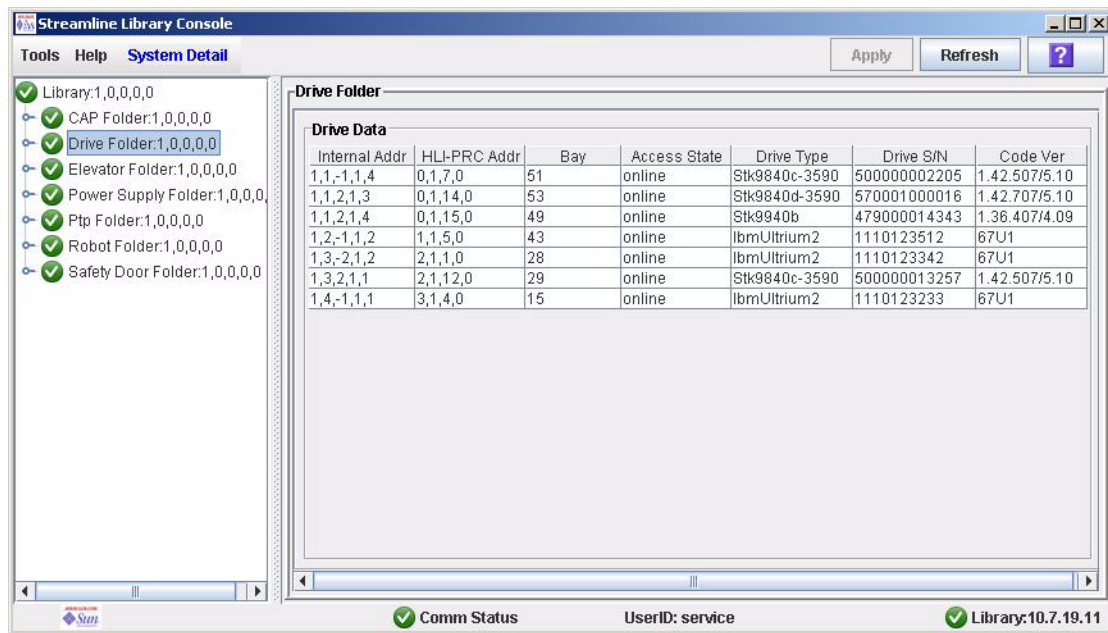 Streamline Library Console
Tools Help System Detail Apply Refresh ?
Library:1,0,0,0,0
CAP Folder:1,0,0,0,0
Drive Folder:1,0,0,0,0
Elevator Folder:1,0,0,0,0
Power Supply Folder:1,0,0,0,
Ptp Folder:1,0,0,0,0
Robot Folder:1,0,0,0,0
Safety Door Folder:1,0,0,0,0
Drive Folder
Drive Data
Internal Addr HLI-PRC Addr Bay Access State Drive Type Drive S/N Code Ver
1,1,-1,1,4 0,1,7,0 51 online Stk9840c-3590 500000002205 1.42.507/5.10
1,1,2,1,3 0,1,14,0 53 online Stk9840d-3590 570001000016 1.42.707/5.10
1,1,2,1,4 0,1,15,0 49 online Stk9940b 479000014343 1.36.407/4.09
1,2,-1,1,2 1,1,5,0 43 online IbmUltrium2 1110123512 67U1
1,3,-2,1,2 2,1,1,0 28 online IbmUltrium2 1110123342 67U1
1,3,2,1,1 2,1,12,0 29 online Stk9840c-3590 500000013257 1.42.507/5.10
1,4,-1,1,1 3,1,4,0 15 online IbmUltrium2 1110123233 67U1
Sun Comm Status UserID: service Library:10.7.19.11